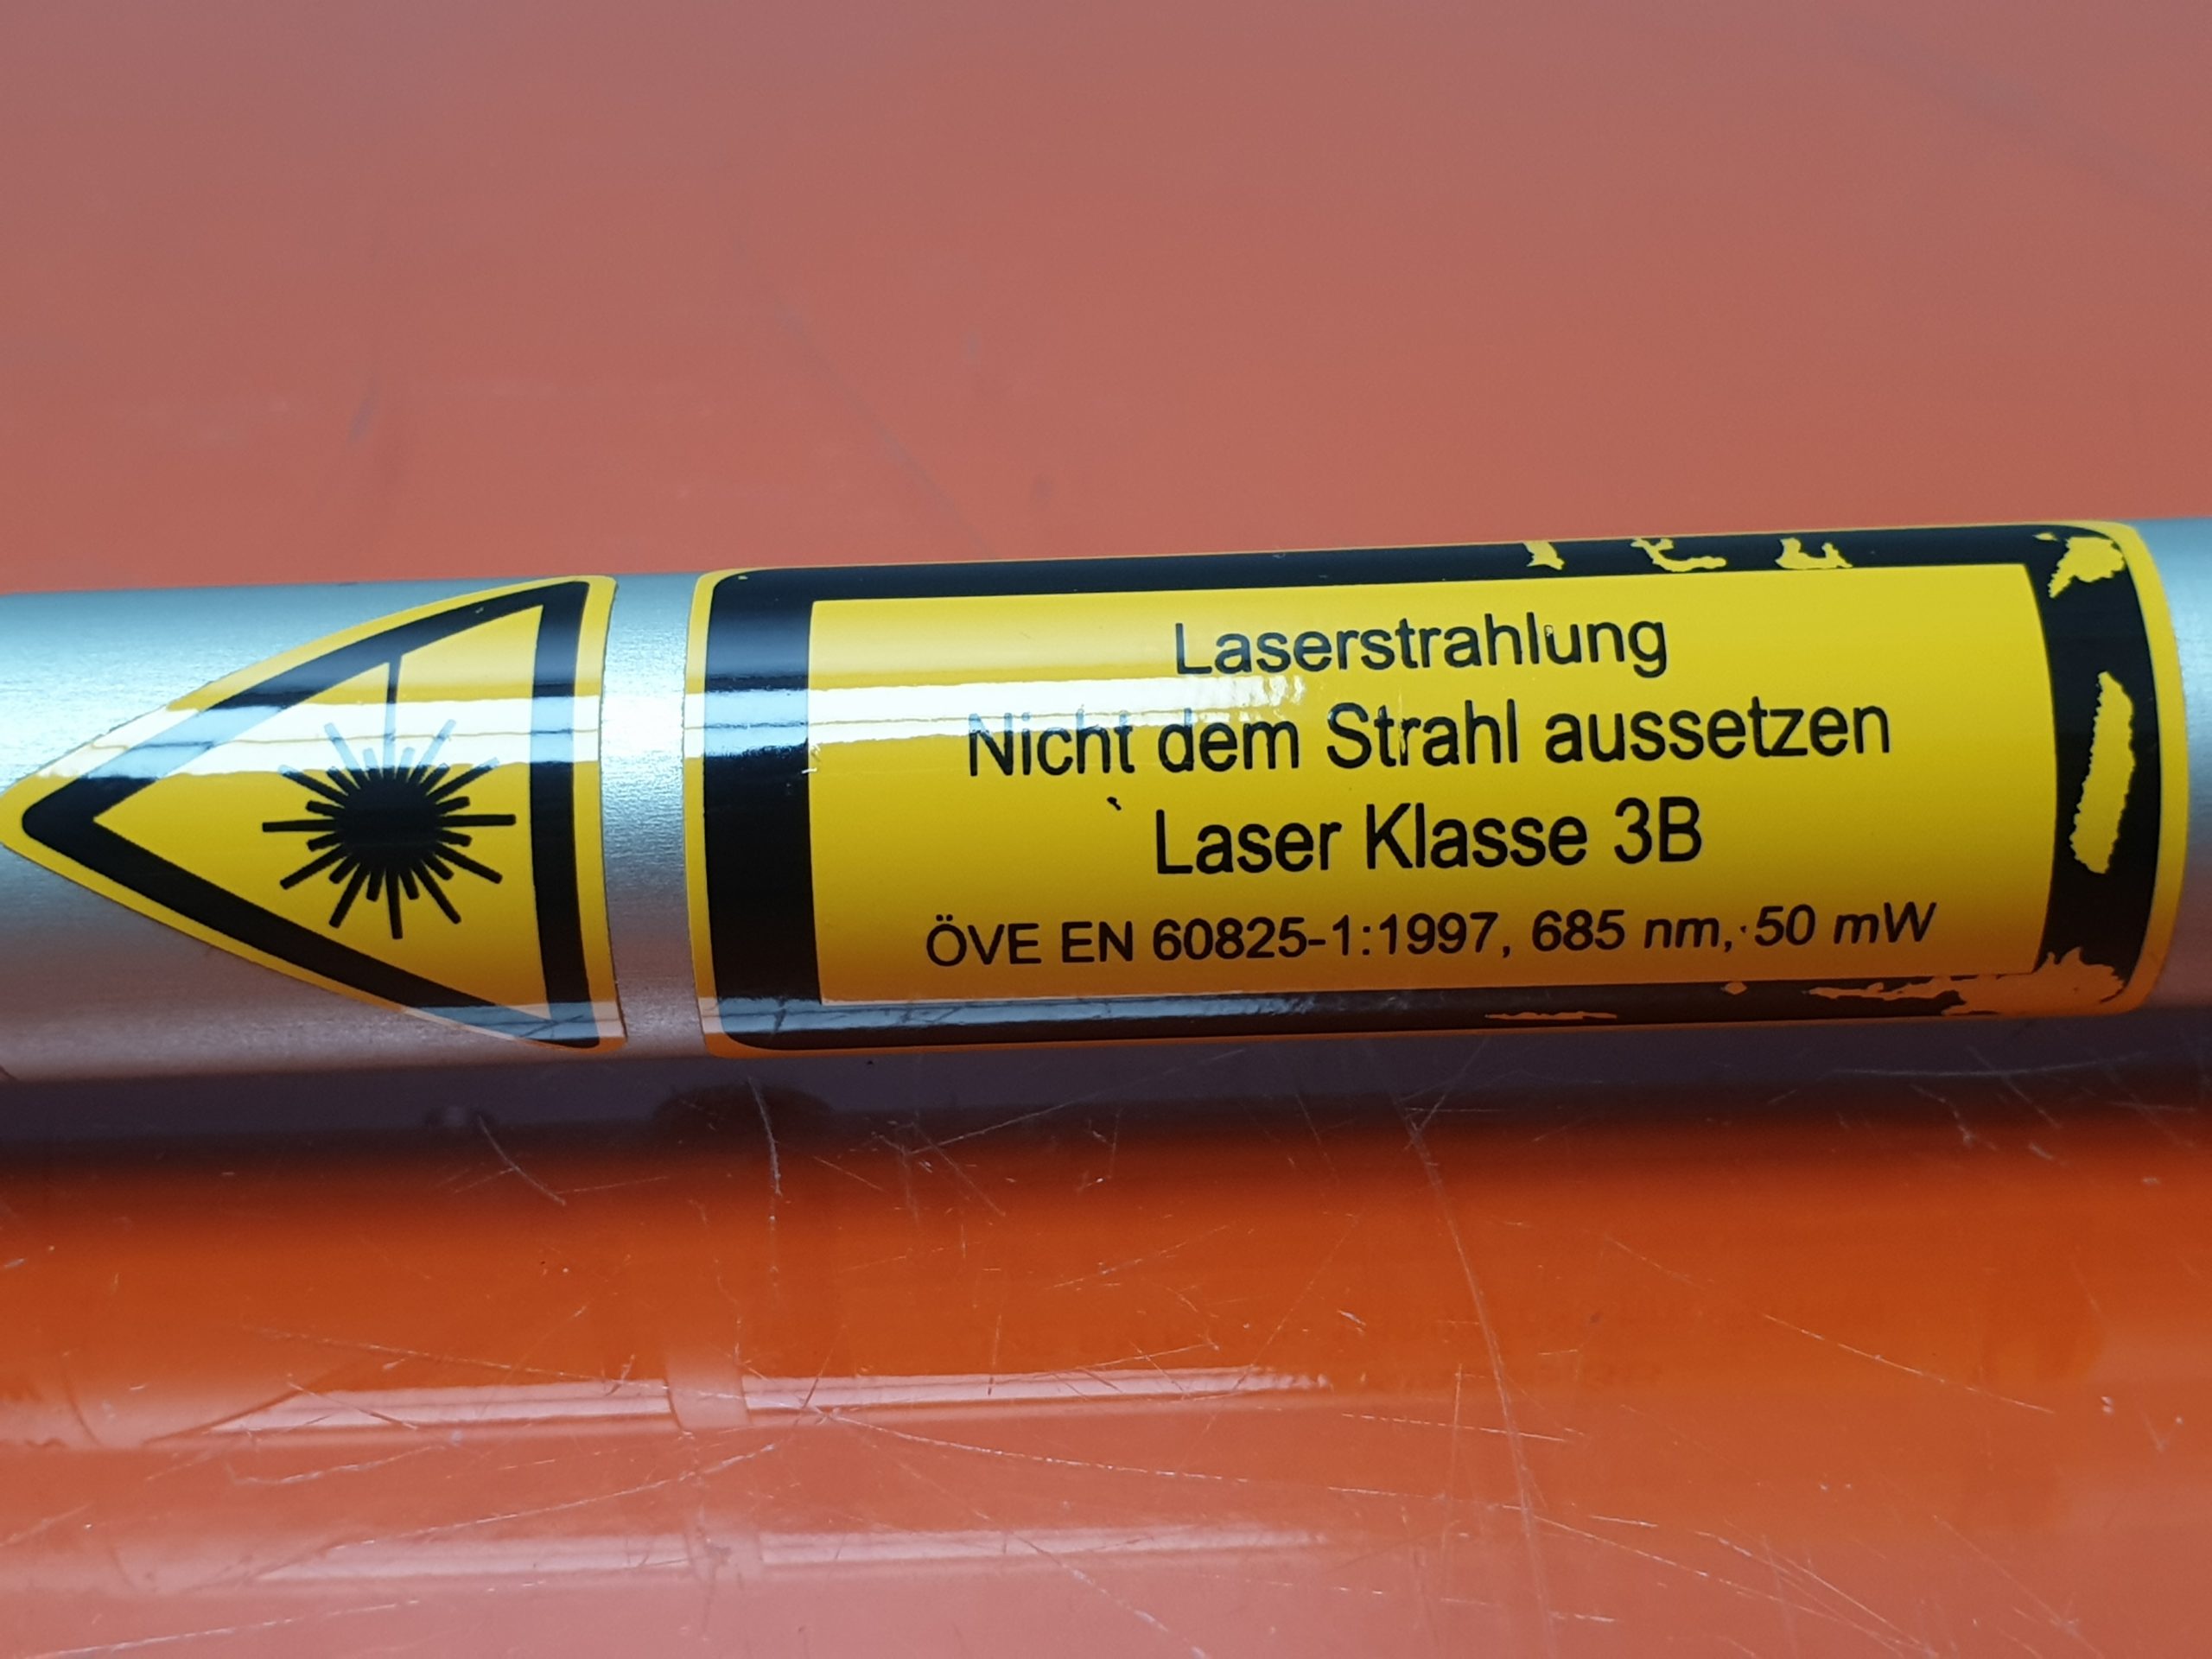 Laserstrahlung
Nicht dem Strahl aussetzen
Laser Klasse 3B
ÖVE EN 60825-1:1997, 685 nm, 50 mW